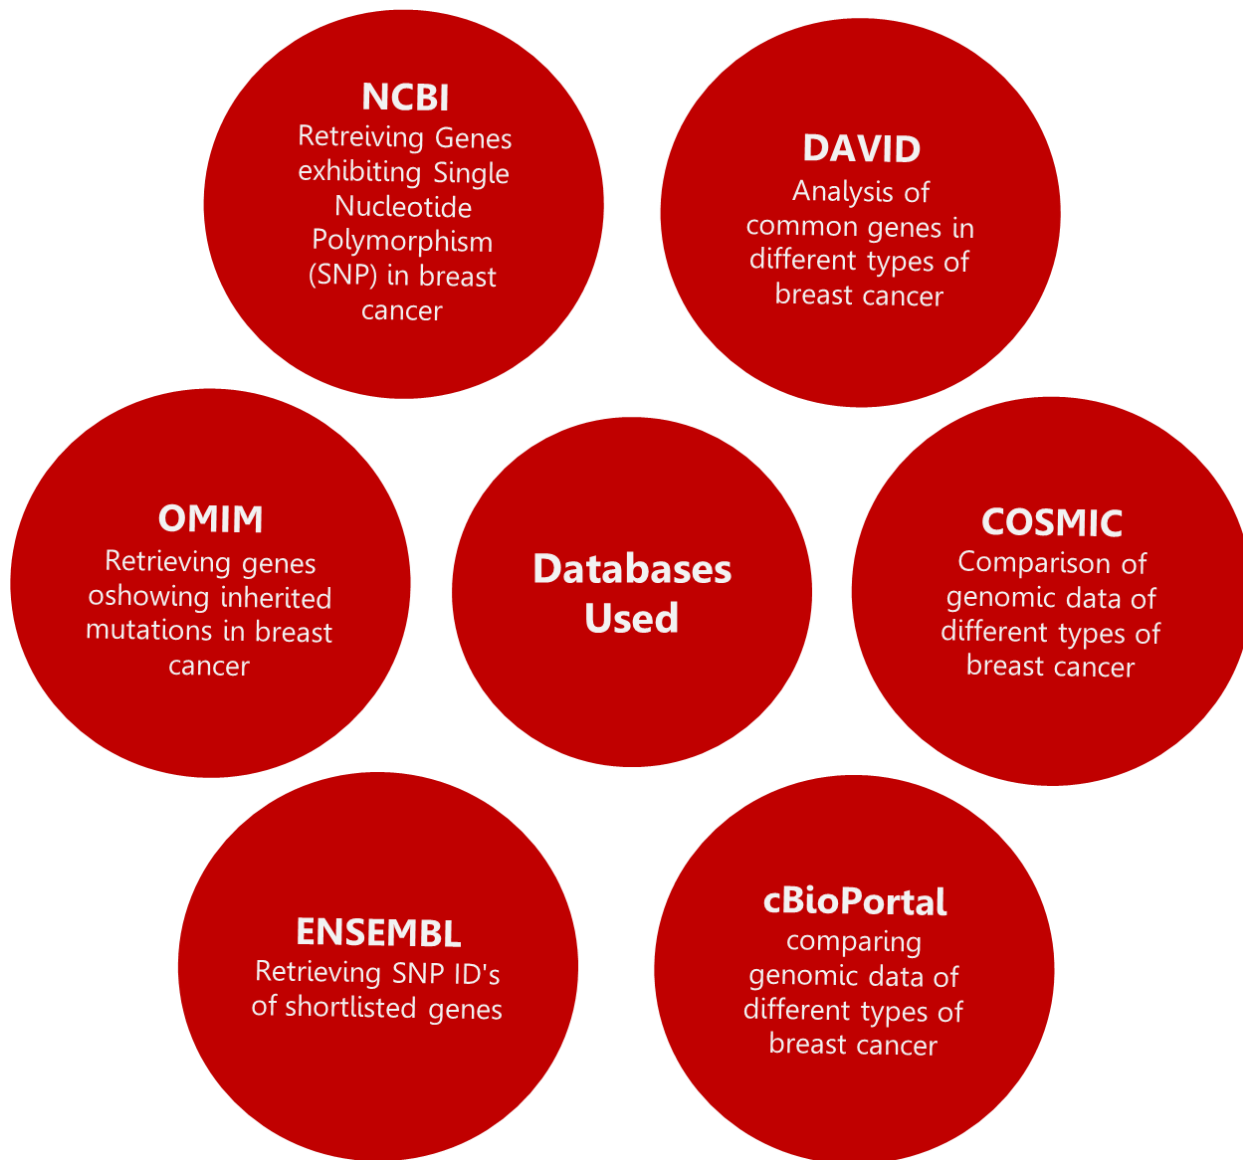 NCBI
Retreiving Genes
exhibiting Single
Nucleotide
Polymorphism
(SNP) in breast
cancer
DAVID
Analysis of
common genes in
different types of
breast cancer
OMIM
Retrieving genes
oshowing inherited
mutations in breast
cancer
Databases
Used
COSMIC
Comparison of
genomic data of
different types of
breast cancer
ENSEMBL
Retrieving SNP ID's
of shortlisted genes
cBioPortal
comparing
genomic data of
different types of
breast cancer